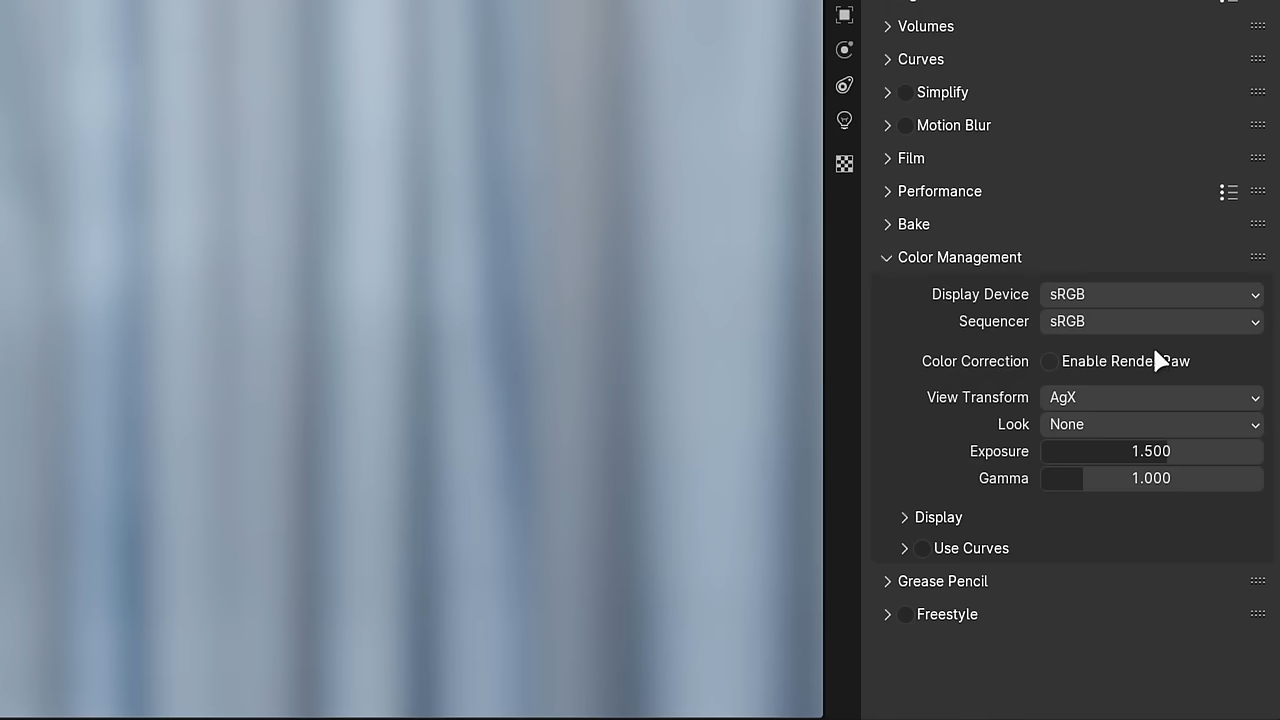 Volumes
Curves
Simplify
Motion Blur
Film
Performance
Bake
Color Management
Display Device sRGB
Sequencer sRGB
Color Correction Enable
View Transform AgX
Look None
Exposure 1.500
Gamma 1.000
Display
Use Curves
Grease Pencil
Freestyle